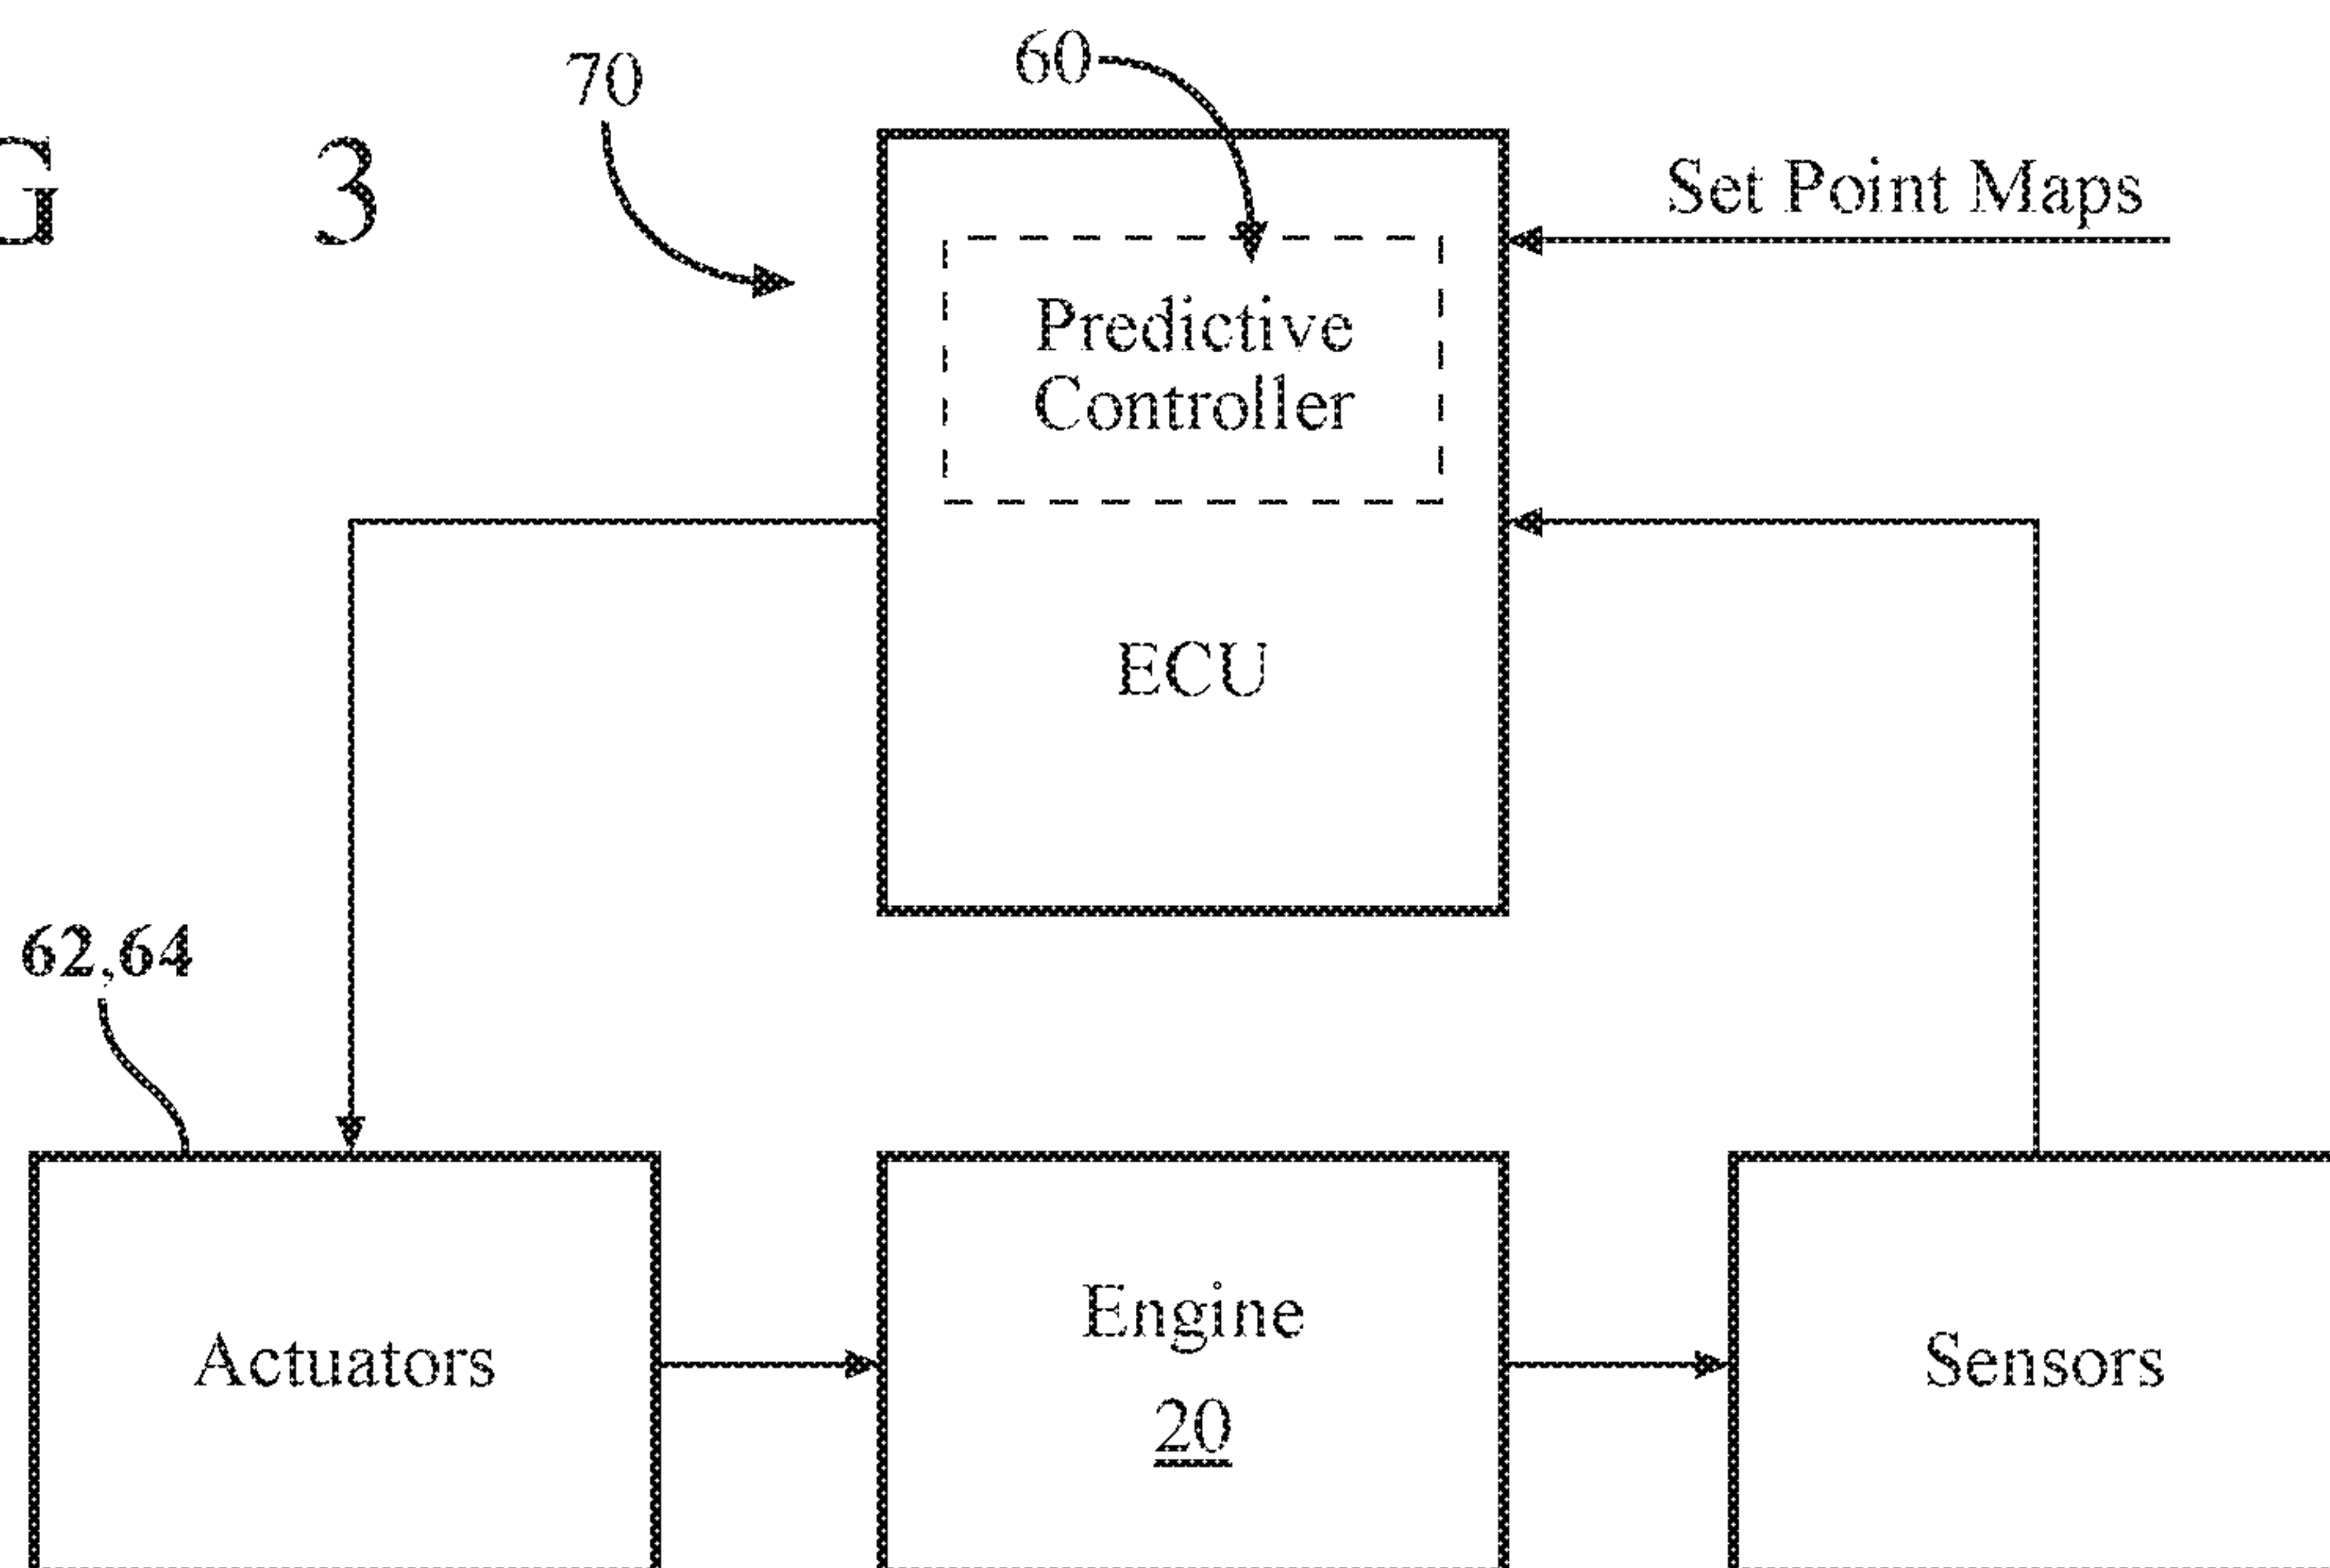 G 3
70
60
Set Point Maps
Predictive
Controller
ECU
62,64
Actuators
Engine
20
Sensors